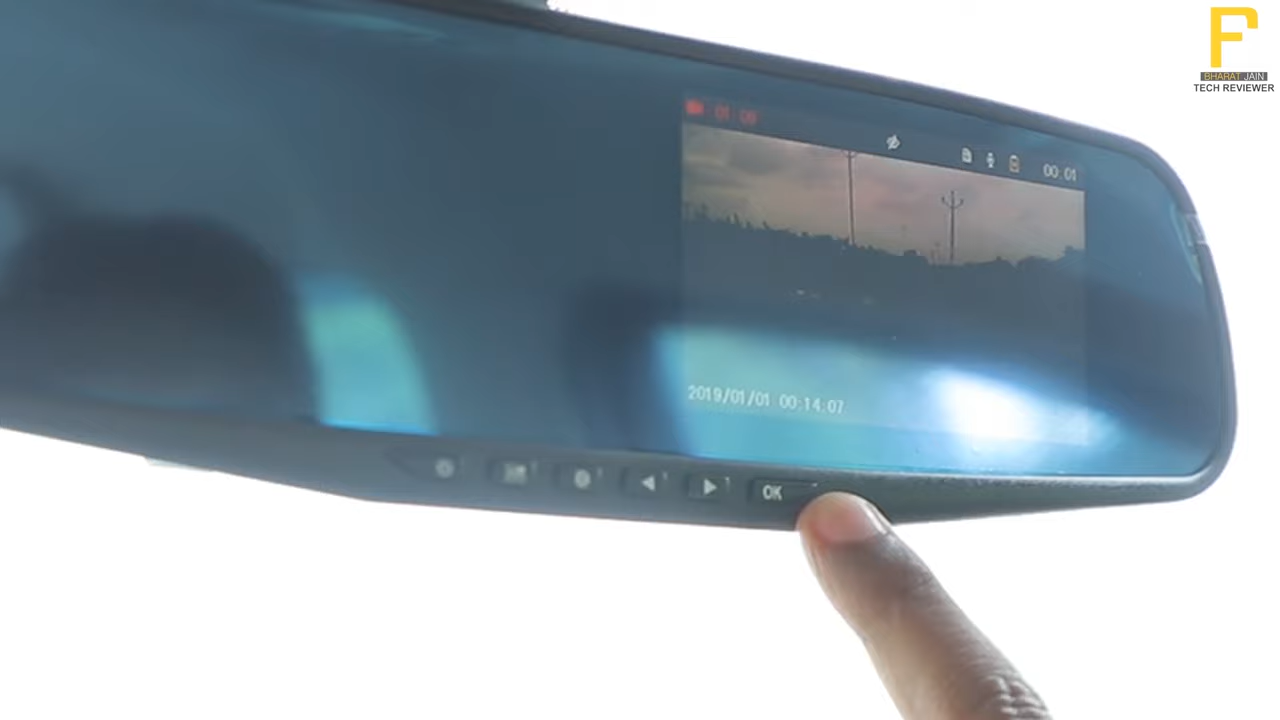 F
BHARAT JAIN
TECH REVIEWER
00:01
2019/01/01 00:14:07
OK